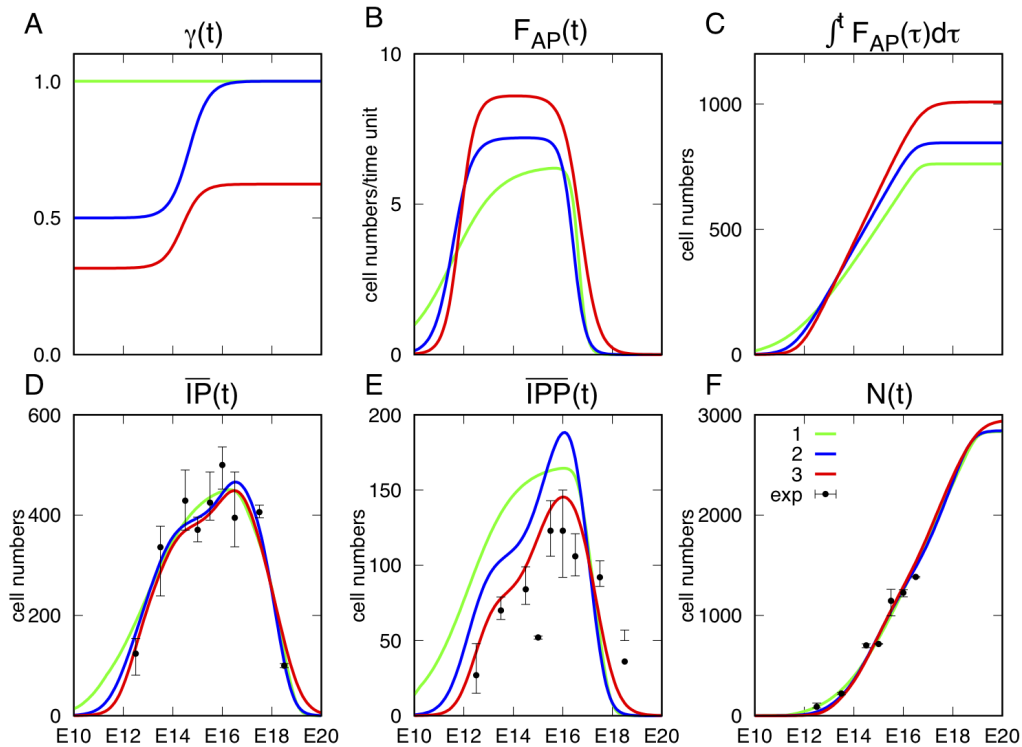 A
γ(t)
1.0
0.5
0.0
B
F_AP(t)
cell numbers/time unit
10
5
0
C
∫^t F_AP(τ)dτ
cell numbers
1000
500
0
D
I̅P̅(t)
cell numbers
600
400
200
0
E10 E12 E14 E16 E18 E20
E
I̅P̅P̅(t)
cell numbers
200
150
100
50
0
E10 E12 E14 E16 E18 E20
F
N(t)
cell numbers
3000
2000
1000
0
1
2
3
exp
E10 E12 E14 E16 E18 E20